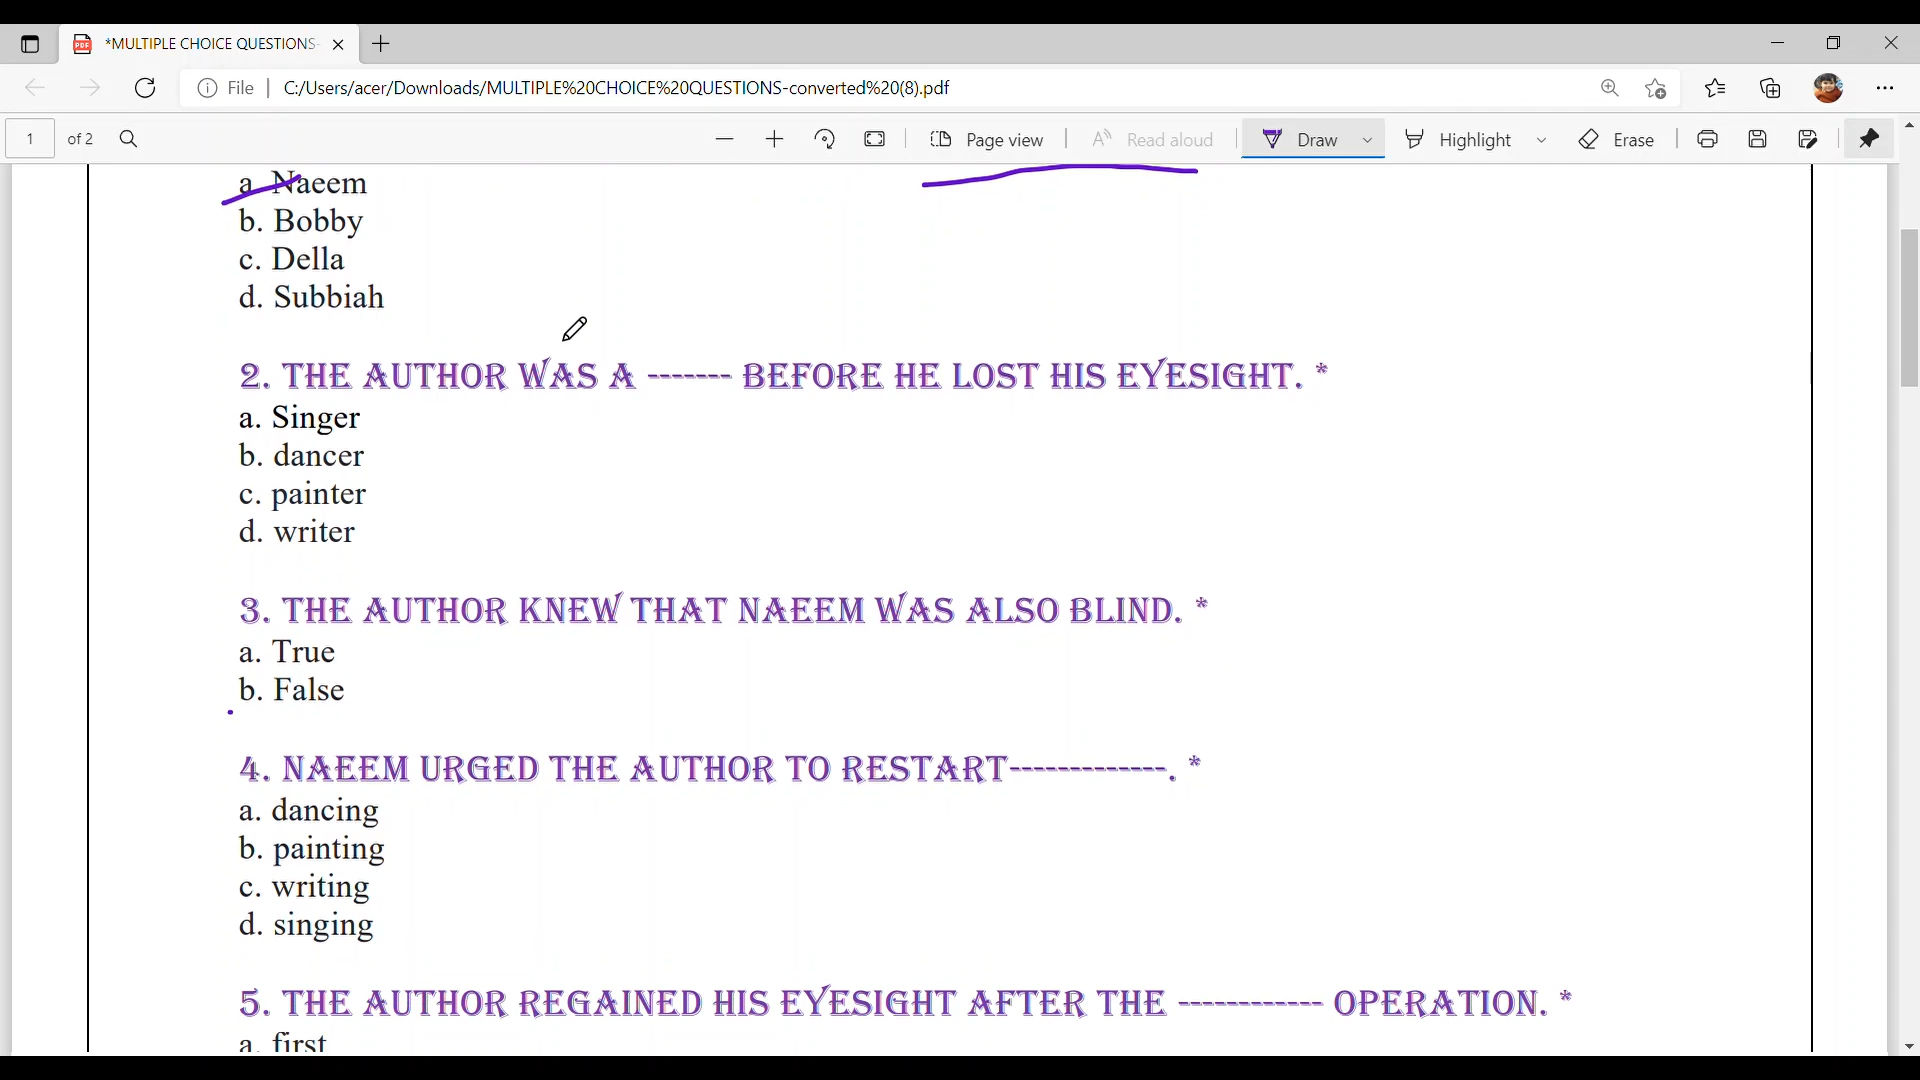 *MULTIPLE CHOICE QUESTIONS-
File | C:/Users/acer/Downloads/MULTIPLE%20CHOICE%20QUESTIONS-converted%20(8).pdf
1 of 2 Page view Read aloud Draw Highlight Erase
a. Naeem
b. Bobby
c. Della
d. Subbiah
2. THE AUTHOR WAS A ------- BEFORE HE LOST HIS EYESIGHT. *
a. Singer
b. dancer
c. painter
d. writer
3. THE AUTHOR KNEW THAT NAEEM WAS ALSO BLIND. *
a. True
b. False
4. NAEEM URGED THE AUTHOR TO RESTART-------------. *
a. dancing
b. painting
c. writing
d. singing
5. THE AUTHOR REGAINED HIS EYESIGHT AFTER THE ------------ OPERATION. *
a. first